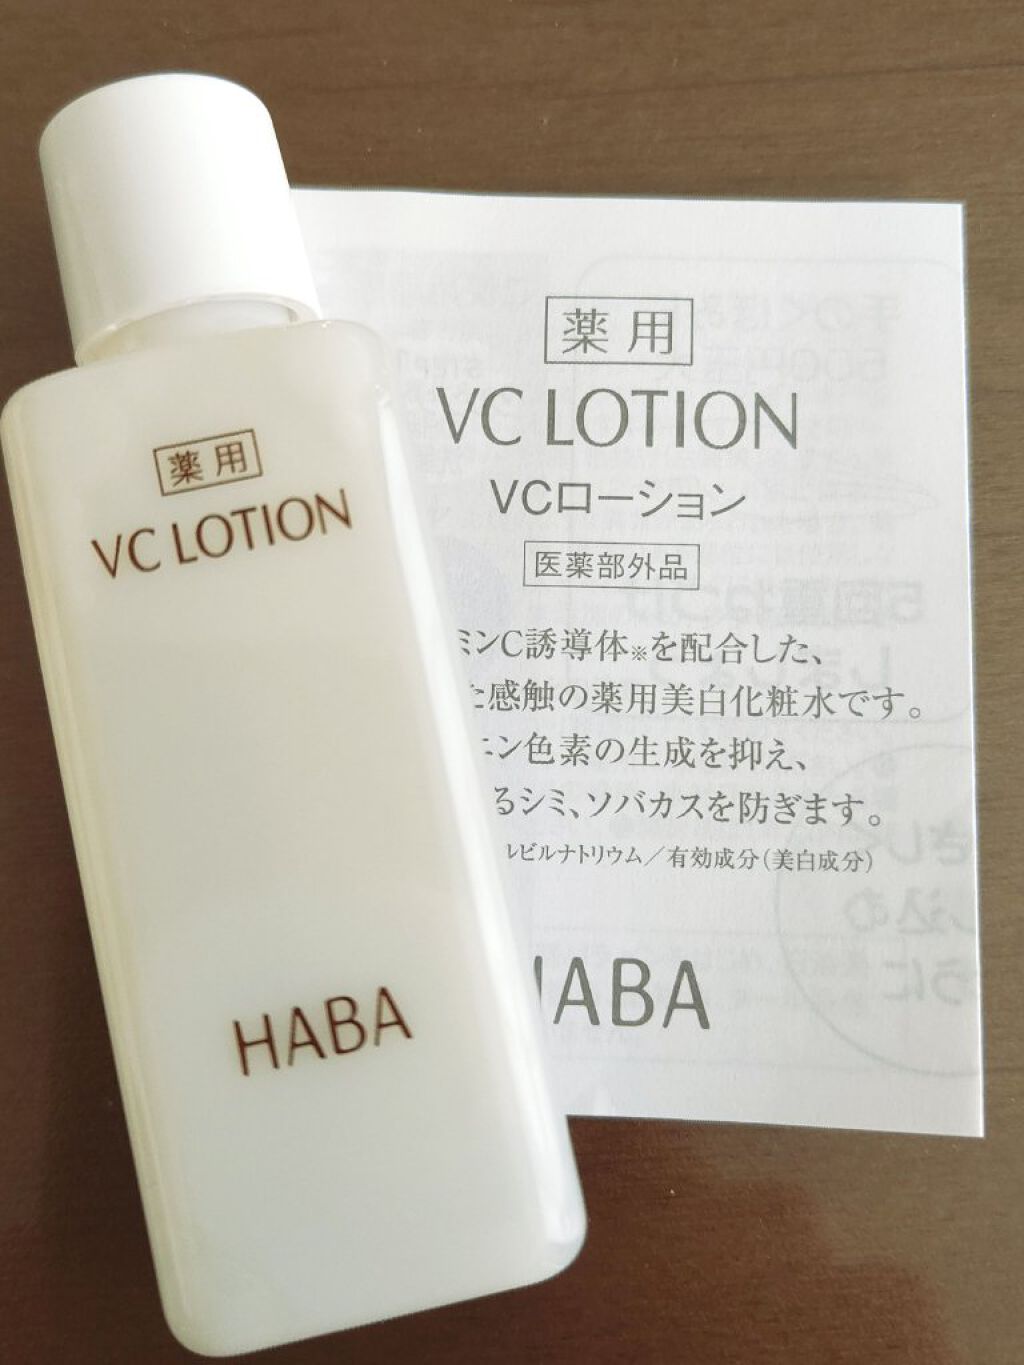 薬用
VC LOTION
HABA
薬用
VC LOTION
VCローション
医薬部外品
ミンC誘導体※を配合した、
た感触の薬用美白化粧水です。
ニン色素の生成を抑え、
るシミ、ソバカスを防ぎます。
レビルナトリウム／有効成分（美白成分）
HABA